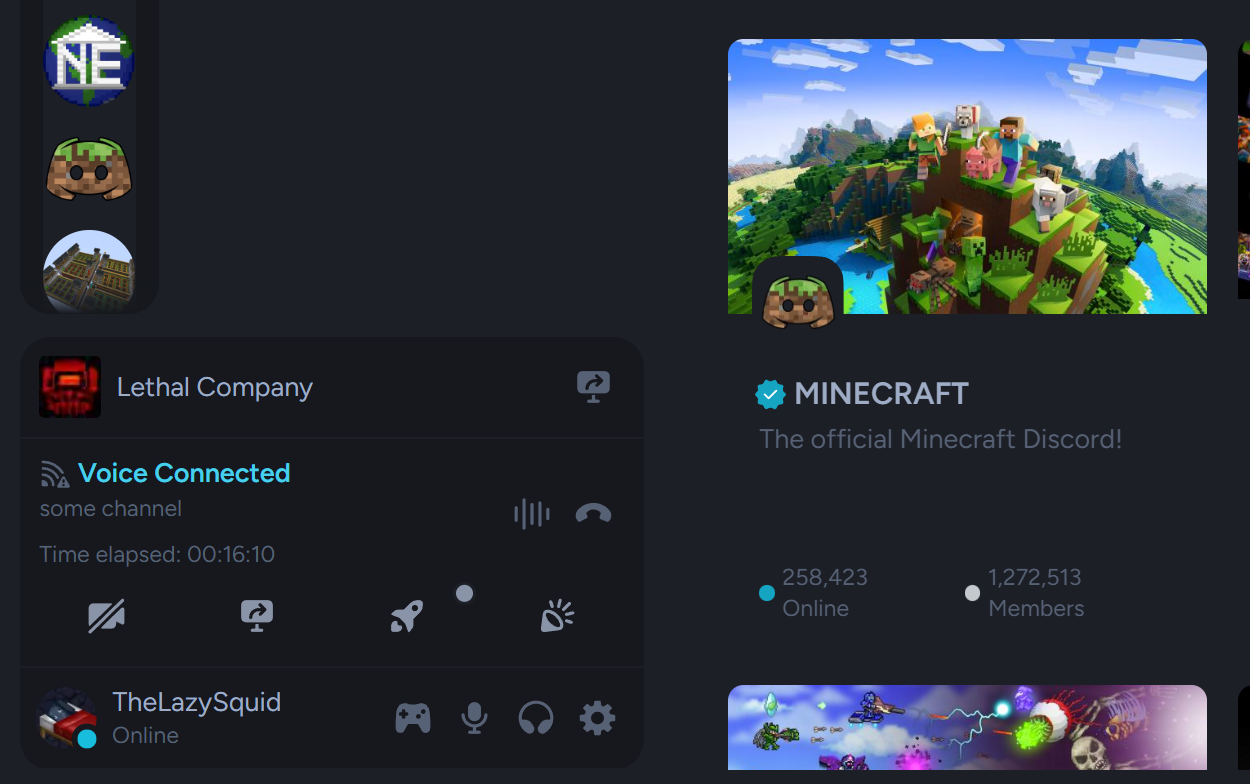 NE
Lethal Company
Voice Connected
some channel
Time elapsed: 00:16:10
TheLazySquid
Online
MINECRAFT
The official Minecraft Discord!
258,423
Online
1,272,513
Members